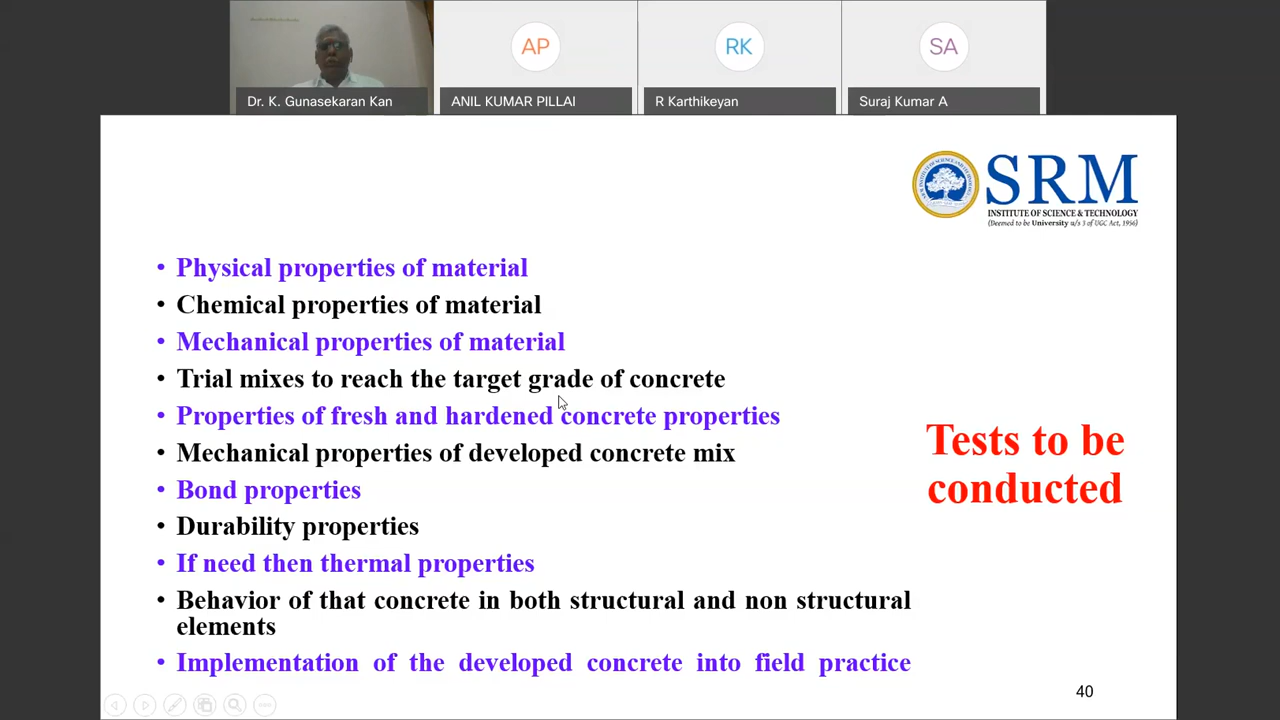 AP
RK
SA
Dr. K. Gunasekaran Kan
ANIL KUMAR PILLAI
R Karthikeyan
Suraj Kumar A
SRM
INSTITUTE OF SCIENCE & TECHNOLOGY
(Deemed to be University u/s 3 of UGC Act, 1956)
• Physical properties of material
• Chemical properties of material
• Mechanical properties of material
• Trial mixes to reach the target grade of concrete
• Properties of fresh and hardened concrete properties
• Mechanical properties of developed concrete mix
• Bond properties
• Durability properties
• If need then thermal properties
• Behavior of that concrete in both structural and non structural
elements
• Implementation of the developed concrete into field practice
Tests to be
conducted
40